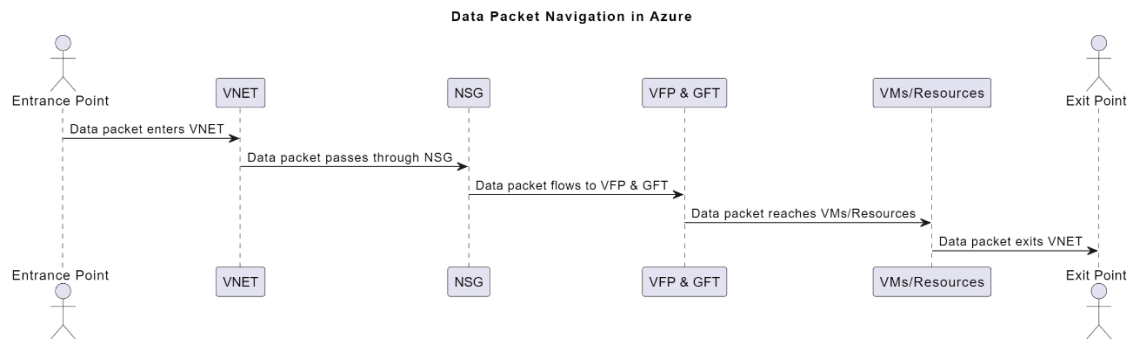 Data Packet Navigation in Azure
Entrance Point
VNET
NSG
VFP & GFT
VMs/Resources
Exit Point
Data packet enters VNET
Data packet passes through NSG
Data packet flows to VFP & GFT
Data packet reaches VMs/Resources
Data packet exits VNET
Entrance Point
VNET
NSG
VFP & GFT
VMs/Resources
Exit Point